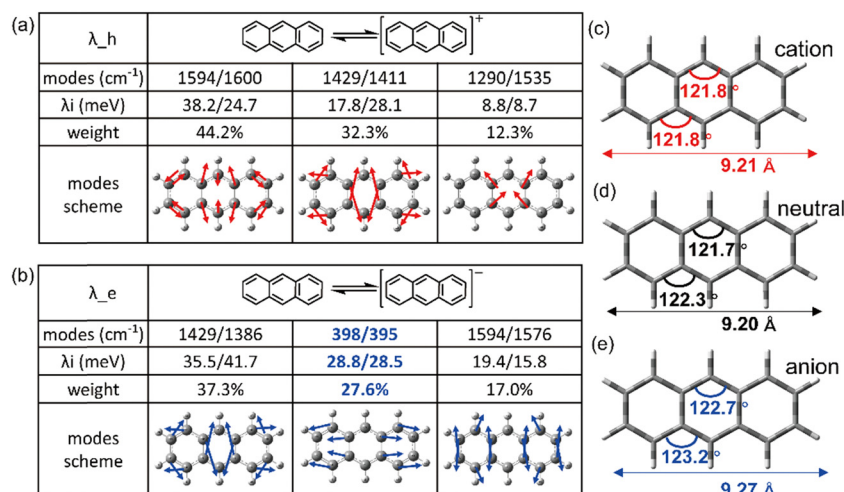 (a)
λ_h
+
modes (cm⁻¹) 1594/1600 1429/1411 1290/1535
λi (meV) 38.2/24.7 17.8/28.1 8.8/8.7
weight 44.2% 32.3% 12.3%
modes
scheme
(b)
λ_e
−
modes (cm⁻¹) 1429/1386 398/395 1594/1576
λi (meV) 35.5/41.7 28.8/28.5 19.4/15.8
weight 37.3% 27.6% 17.0%
modes
scheme
(c)
cation
121.8°
121.8°
9.21 Å
(d)
neutral
121.7°
122.3°
9.20 Å
(e)
anion
122.7°
123.2°
9.27 Å